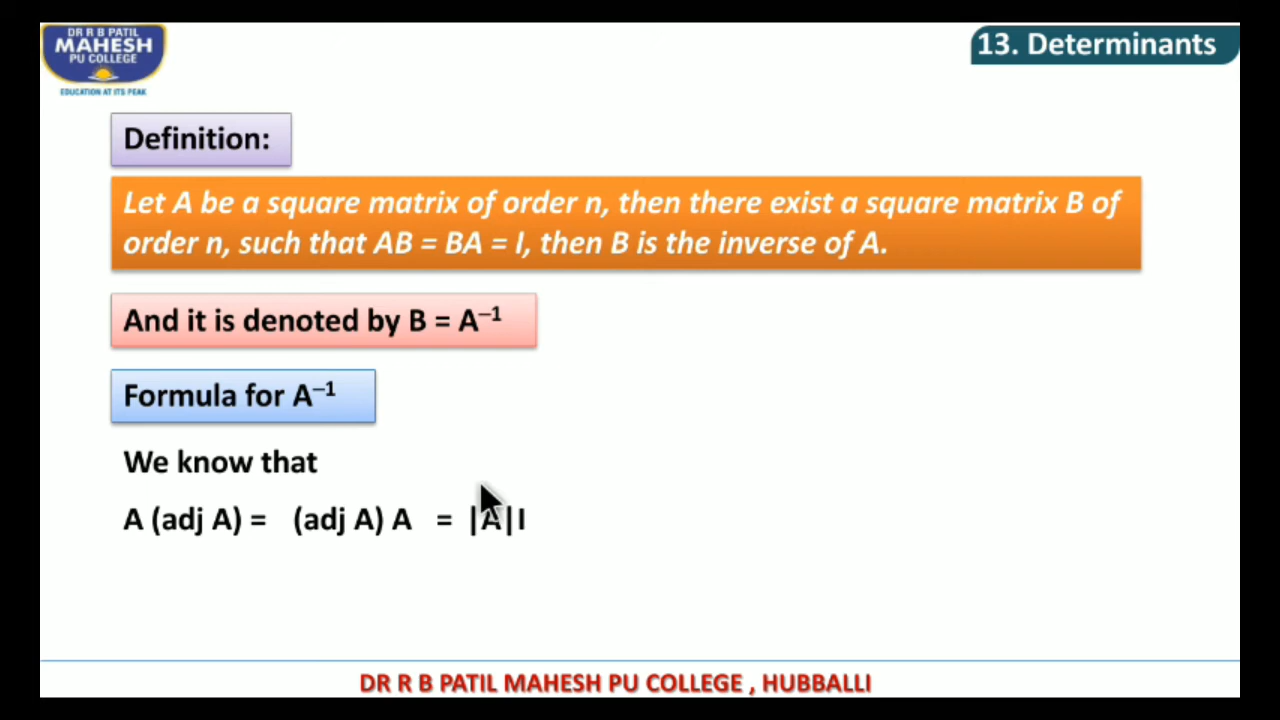 DR R B PATIL
MAHESH
PU COLLEGE
EDUCATION AT ITS PEAK
13. Determinants
Definition:
Let A be a square matrix of order n, then there exist a square matrix B of
order n, such that AB = BA = I, then B is the inverse of A.
And it is denoted by B = A⁻¹
Formula for A⁻¹
We know that
A (adj A) = (adj A) A = |A|I
DR R B PATIL MAHESH PU COLLEGE , HUBBALLI